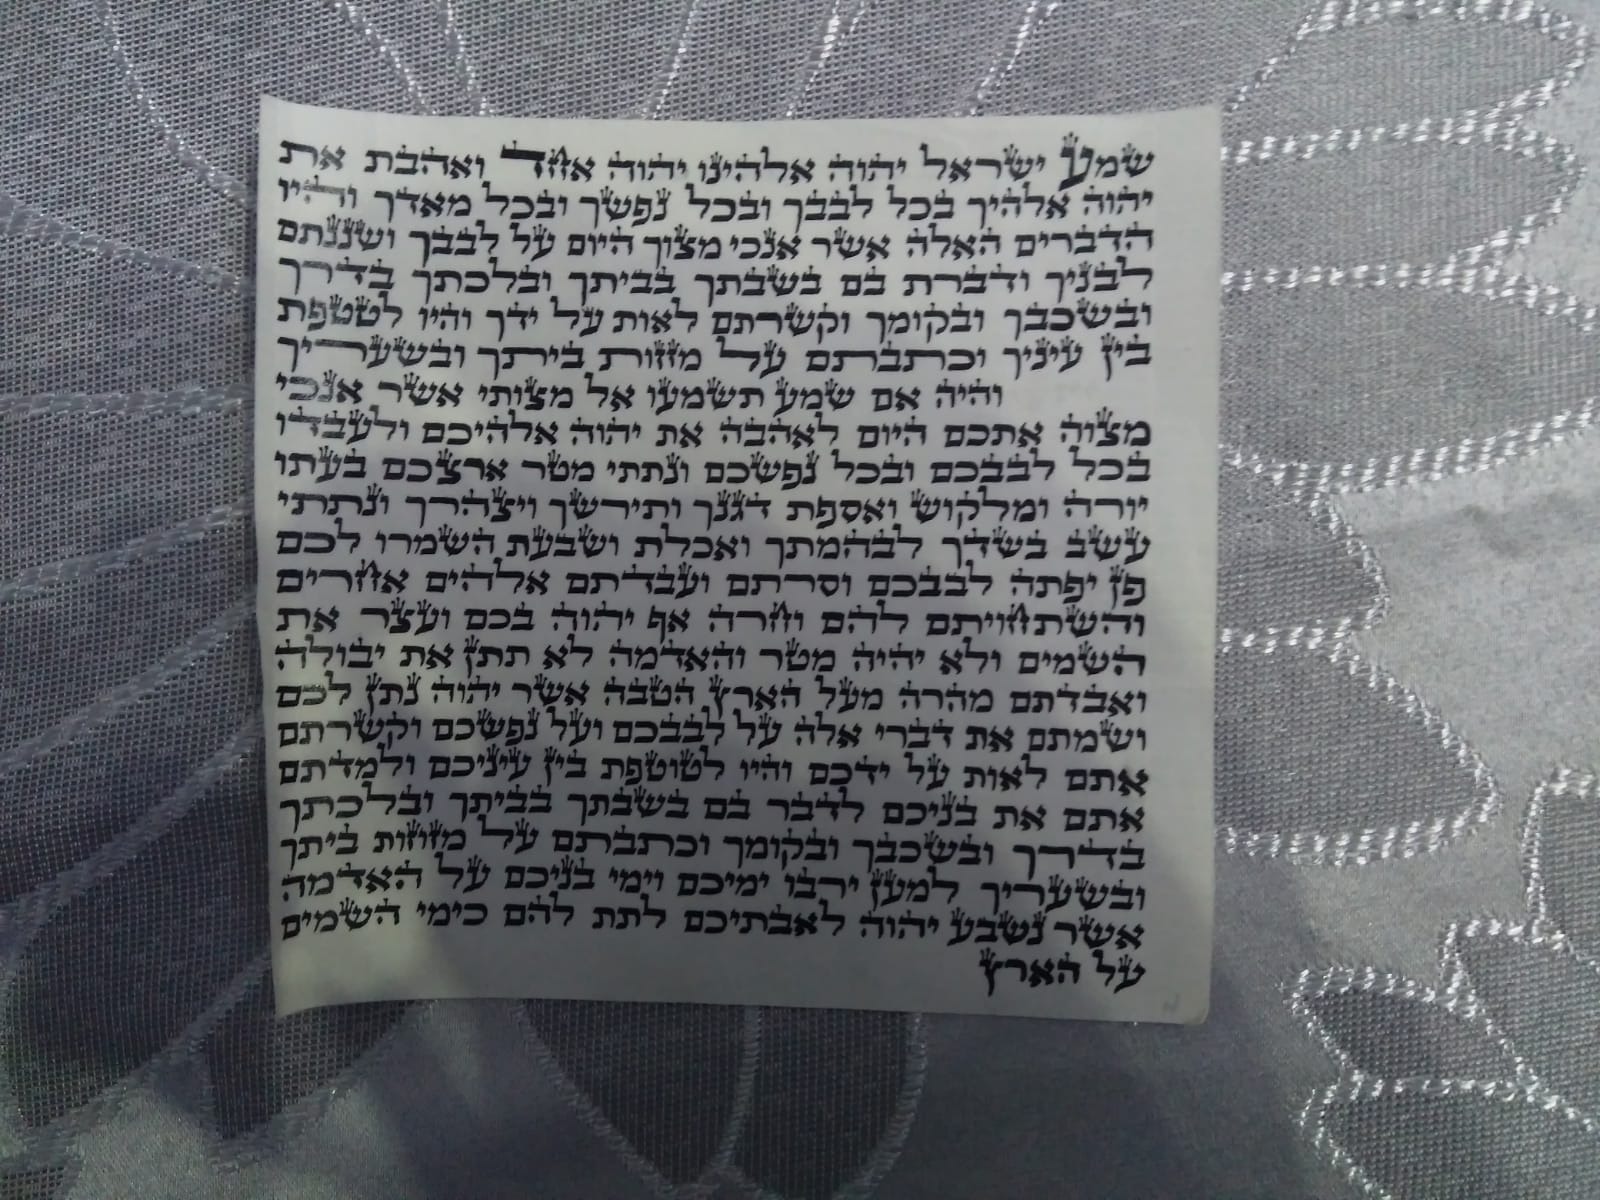 שמע ישראל יהוה אלהינו יהוה אחד ואהבת את
יהוה אלהיך בכל לבבך ובכל נפשך ובכל מאדך והיו
הדברים האלה אשר אנכי מצוך היום על לבבך ושננתם
לבניך ודברת בם בשבתך בביתך ובלכתך בדרך
ובשכבך ובקומך וקשרתם לאות על ידך והיו לטטפת
בין עיניך וכתבתם על מזזות ביתך ובשעריך
והיה אם שמע תשמעו אל מצותי אשר אנכי
מצוה אתכם היום לאהבה את יהוה אלהיכם ולעבדו
בכל לבבכם ובכל נפשכם ונתתי מטר ארצכם בעתו
יורה ומלקוש ואספת דגנך ותירשך ויצהרך ונתתי
עשב בשדך לבהמתך ואכלת ושבעת השמרו לכם
פן יפתה לבבכם וסרתם ועבדתם אלהים אחרים
והשתחויתם להם וחרה אף יהוה בכם ועצר את
השמים ולא יהיה מטר והאדמה לא תתן את יבולה
ואבדתם מהרה מעל הארץ הטבה אשר יהוה נתן לכם
ושמתם את דברי אלה על לבבכם ועל נפשכם וקשרתם
אתם לאות על ידכם והיו לטוטפת בין עיניכם ולמדתם
אתם את בניכם לדבר בם בשבתך בביתך ובלכתך
בדרך ובשכבך ובקומך וכתבתם על מזוזות ביתך
ובשעריך למען ירבו ימיכם וימי בניכם על האדמה
אשר נשבע יהוה לאבתיכם לתת להם כימי השמים
על הארץ